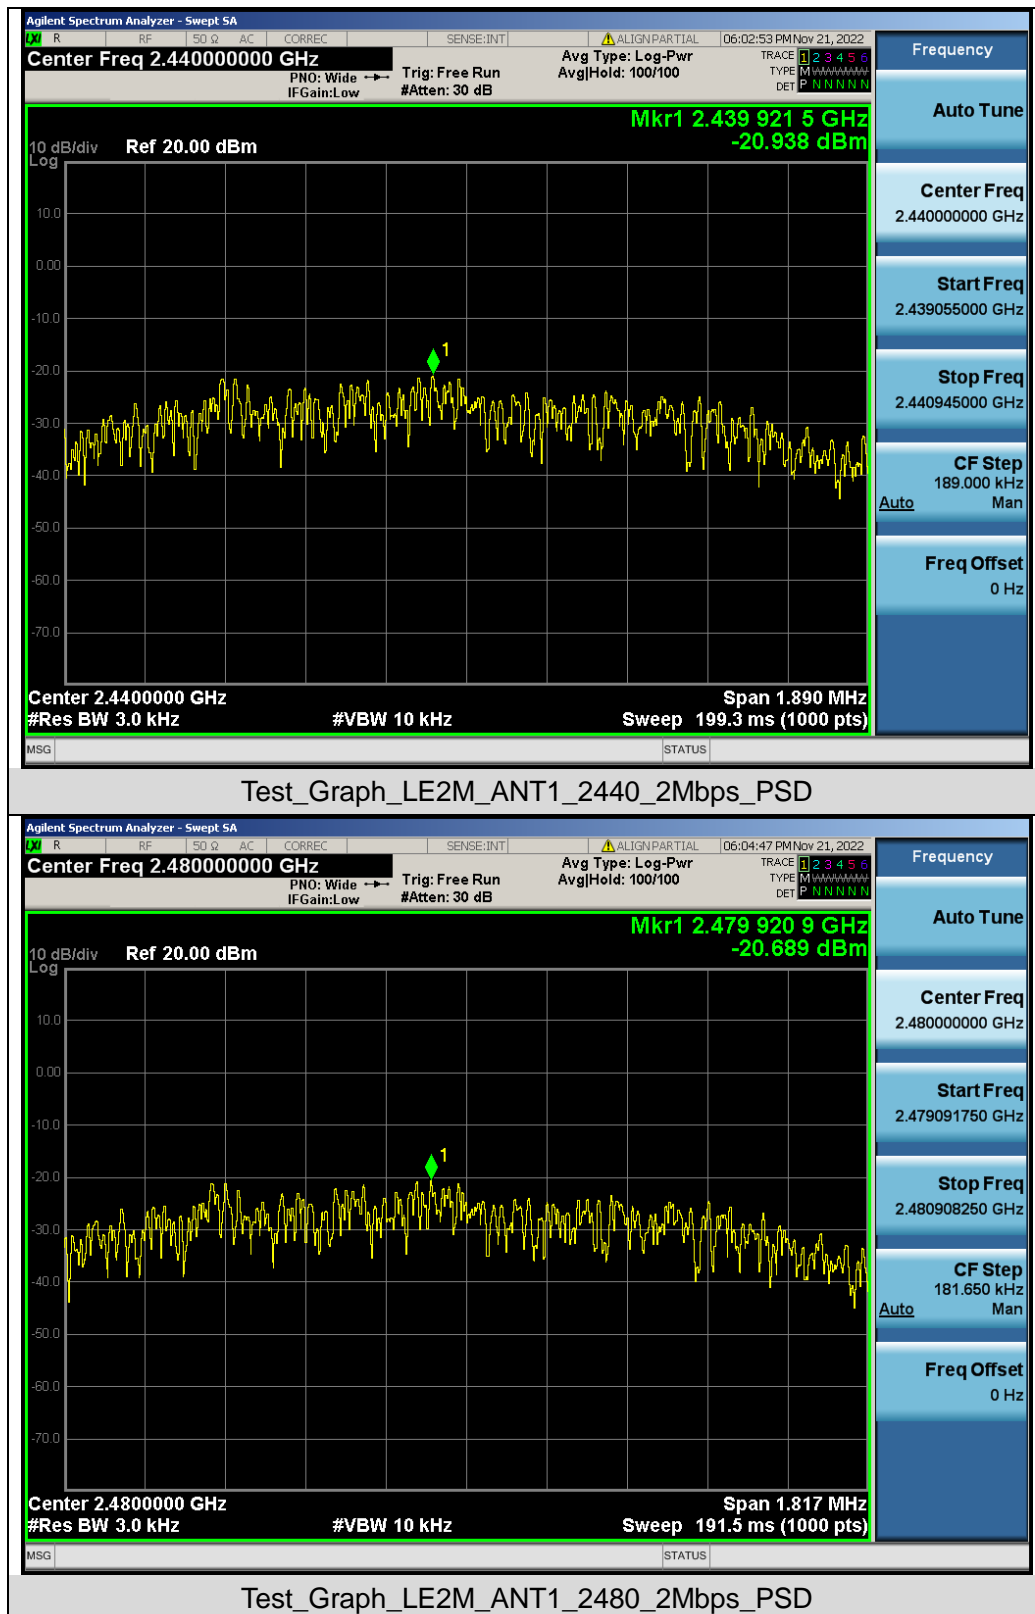 Agilent Spectrum Analyzer - Swept SA
LXI R RF 50 Ω AC CORREC SENSE:INT ALIGN PARTIAL 06:02:53 PM Nov 21, 2022
Center Freq 2.440000000 GHz
PNO: Wide
IFGain:Low
Trig: Free Run
#Atten: 30 dB
Avg Type: Log-Pwr
Avg|Hold: 100/100
TRACE 1 2 3 4 5 6
TYPE M WWWWW
DET P N N N N N
Mkr1 2.439 921 5 GHz
-20.938 dBm
10 dB/div Ref 20.00 dBm
Log
10.0
0.00
-10.0
1
-20.0
-30.0
-40.0
-50.0
-60.0
-70.0
Center 2.4400000 GHz Span 1.890 MHz
#Res BW 3.0 kHz #VBW 10 kHz Sweep 199.3 ms (1000 pts)
MSG STATUS
Frequency
Auto Tune
Center Freq
2.440000000 GHz
Start Freq
2.439055000 GHz
Stop Freq
2.440945000 GHz
CF Step
189.000 kHz
Auto Man
Freq Offset
0 Hz
Test_Graph_LE2M_ANT1_2440_2Mbps_PSD
Agilent Spectrum Analyzer - Swept SA
LXI R RF 50 Ω AC CORREC SENSE:INT ALIGN PARTIAL 06:04:47 PM Nov 21, 2022
Center Freq 2.480000000 GHz
PNO: Wide
IFGain:Low
Trig: Free Run
#Atten: 30 dB
Avg Type: Log-Pwr
Avg|Hold: 100/100
TRACE 1 2 3 4 5 6
TYPE M WWWWW
DET P N N N N N
Mkr1 2.479 920 9 GHz
-20.689 dBm
10 dB/div Ref 20.00 dBm
Log
10.0
0.00
-10.0
1
-20.0
-30.0
-40.0
-50.0
-60.0
-70.0
Center 2.4800000 GHz Span 1.817 MHz
#Res BW 3.0 kHz #VBW 10 kHz Sweep 191.5 ms (1000 pts)
MSG STATUS
Frequency
Auto Tune
Center Freq
2.480000000 GHz
Start Freq
2.479091750 GHz
Stop Freq
2.480908250 GHz
CF Step
181.650 kHz
Auto Man
Freq Offset
0 Hz
Test_Graph_LE2M_ANT1_2480_2Mbps_PSD